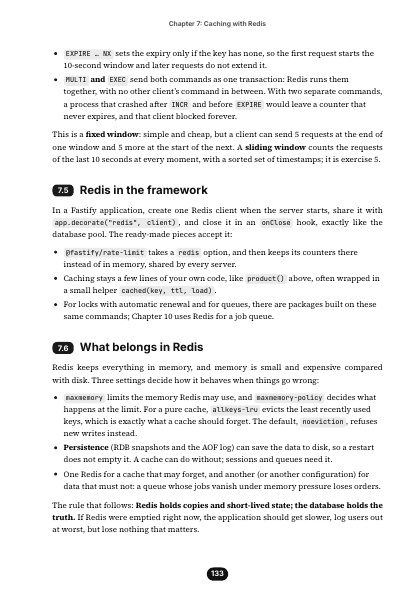 Chapter 7: Caching with Redis
• EXPIRE … NX sets the expiry only if the key has none, so the first request starts the
10-second window and later requests do not extend it.
• MULTI and EXEC send both commands as one transaction: Redis runs them
together, with no other client's command in between. With two separate commands,
a process that crashed after INCR and before EXPIRE would leave a counter that
never expires, and that client blocked forever.
This is a fixed window: simple and cheap, but a client can send 5 requests at the end of
one window and 5 more at the start of the next. A sliding window counts the requests
of the last 10 seconds at every moment, with a sorted set of timestamps; it is exercise 5.
7.5 Redis in the framework
In a Fastify application, create one Redis client when the server starts, share it with
app.decorate("redis", client), and close it in an onClose hook, exactly like the
database pool. The ready-made pieces accept it:
• @fastify/rate-limit takes a redis option, and then keeps its counters there
instead of in memory, shared by every server.
• Caching stays a few lines of your own code, like product() above, often wrapped in
a small helper cached(key, ttl, load).
• For locks with automatic renewal and for queues, there are packages built on these
same commands; Chapter 10 uses Redis for a job queue.
7.6 What belongs in Redis
Redis keeps everything in memory, and memory is small and expensive compared
with disk. Three settings decide how it behaves when things go wrong:
• maxmemory limits the memory Redis may use, and maxmemory-policy decides what
happens at the limit. For a pure cache, allkeys-lru evicts the least recently used
keys, which is exactly what a cache should forget. The default, noeviction, refuses
new writes instead.
• Persistence (RDB snapshots and the AOF log) can save the data to disk, so a restart
does not empty it. A cache can do without; sessions and queues need it.
• One Redis for a cache that may forget, and another (or another configuration) for
data that must not: a queue whose jobs vanish under memory pressure loses orders.
The rule that follows: Redis holds copies and short-lived state; the database holds the
truth. If Redis were emptied right now, the application should get slower, log users out
at worst, but lose nothing that matters.
133